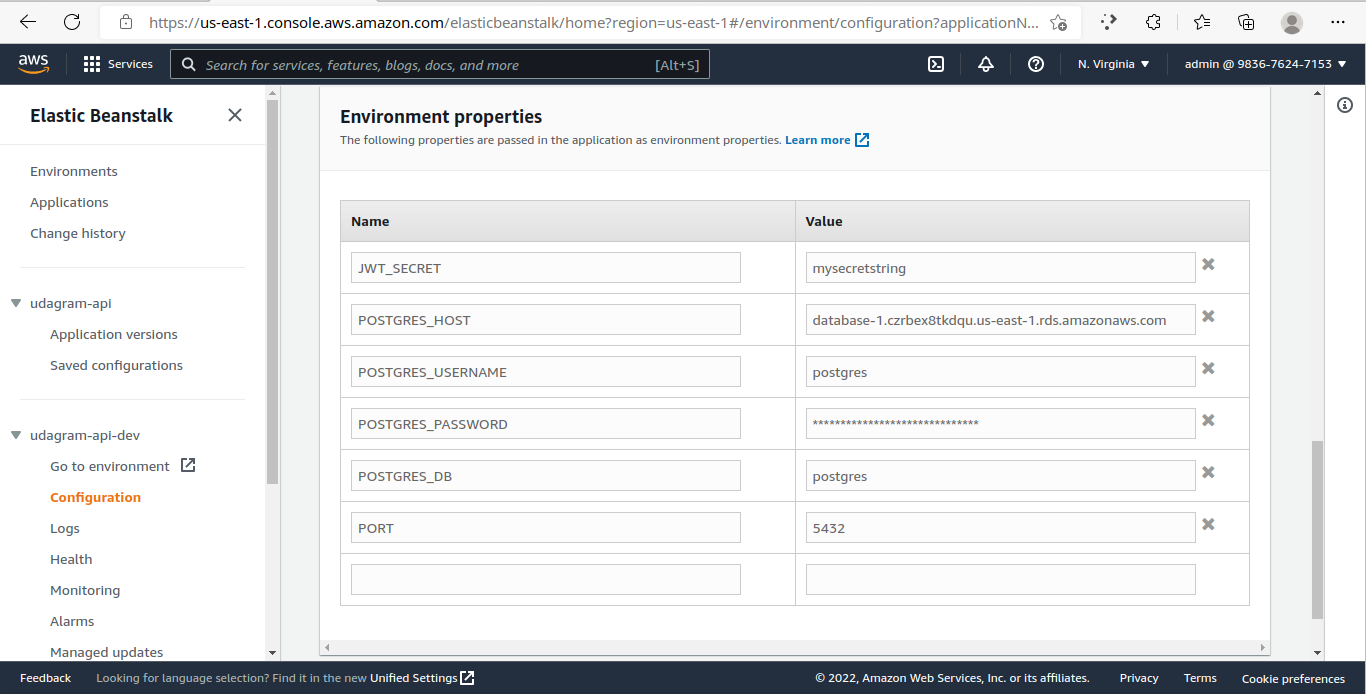 https://us-east-1.console.aws.amazon.com/elasticbeanstalk/home?region=us-east-1#/environment/configuration?applicationN...
aws
Services
Search for services, features, blogs, docs, and more [Alt+S]
N. Virginia
admin @ 9836-7624-7153
Elastic Beanstalk
Environments
Applications
Change history
udagram-api
Application versions
Saved configurations
udagram-api-dev
Go to environment
Configuration
Logs
Health
Monitoring
Alarms
Managed updates
Environment properties
The following properties are passed in the application as environment properties. Learn more
Name Value
JWT_SECRET mysecretstring
POSTGRES_HOST database-1.czrbex8tkdqu.us-east-1.rds.amazonaws.com
POSTGRES_USERNAME postgres
POSTGRES_PASSWORD ******************************
POSTGRES_DB postgres
PORT 5432
Feedback Looking for language selection? Find it in the new Unified Settings © 2022, Amazon Web Services, Inc. or its affiliates. Privacy Terms Cookie preferences